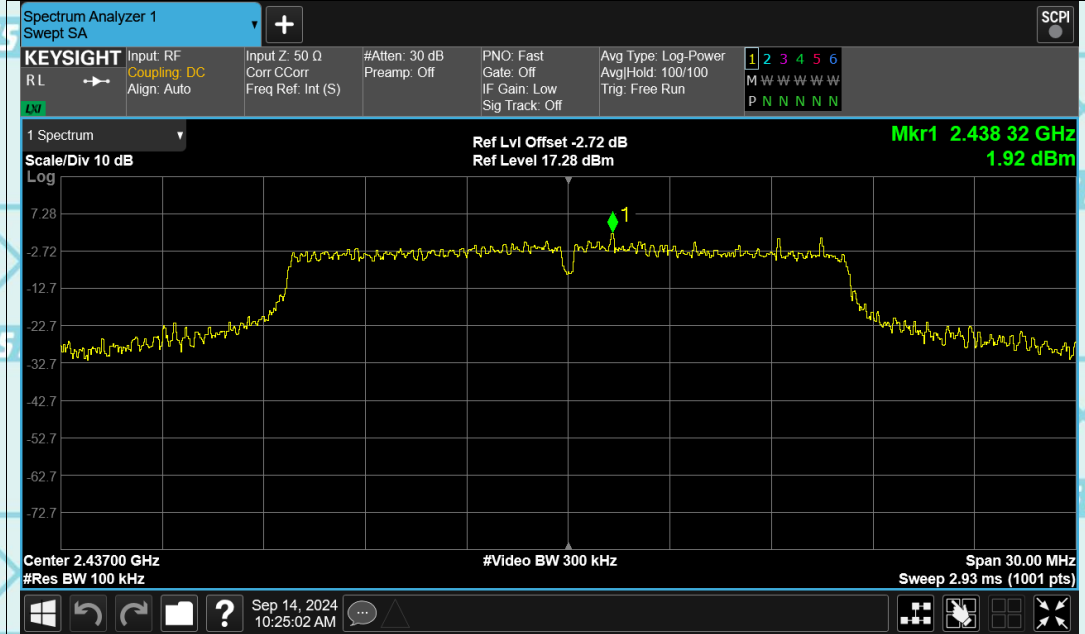 Spectrum Analyzer 1
Swept SA
+
SCPI
KEYSIGHT
R L
LXI
Input: RF
Coupling: DC
Align: Auto
Input Z: 50 Ω
Corr CCorr
Freq Ref: Int (S)
#Atten: 30 dB
Preamp: Off
PNO: Fast
Gate: Off
IF Gain: Low
Sig Track: Off
Avg Type: Log-Power
Avg|Hold: 100/100
Trig: Free Run
1 2 3 4 5 6
M W W W W W
P N N N N N
1 Spectrum
Scale/Div 10 dB
Log
Ref Lvl Offset -2.72 dB
Ref Level 17.28 dBm
Mkr1 2.438 32 GHz
1.92 dBm
1
7.28
-2.72
-12.7
-22.7
-32.7
-42.7
-52.7
-62.7
-72.7
Center 2.43700 GHz
#Res BW 100 kHz
#Video BW 300 kHz
Span 30.00 MHz
Sweep 2.93 ms (1001 pts)
?
Sep 14, 2024
10:25:02 AM